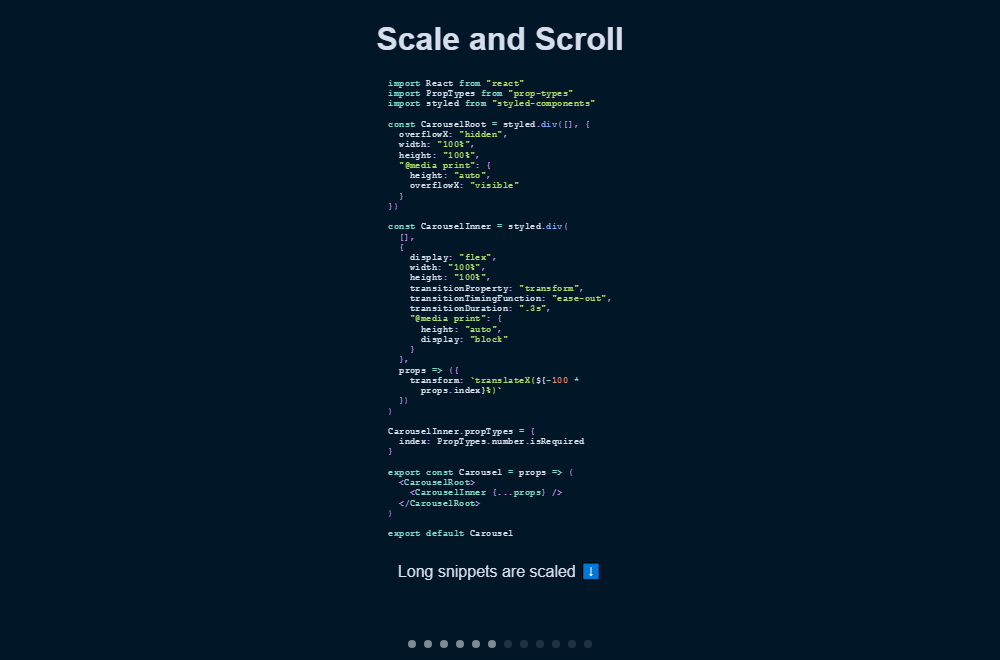 Scale and Scroll
import React from "react"
import PropTypes from "prop-types"
import styled from "styled-components"
const CarouselRoot = styled.div([], {
  overflowX: "hidden",
  width: "100%",
  height: "100%",
  "@media print": {
    height: "auto",
    overflowX: "visible"
  }
})
const CarouselInner = styled.div(
  [],
  {
    display: "flex",
    width: "100%",
    height: "100%",
    transitionProperty: "transform",
    transitionTimingFunction: "ease-out",
    transitionDuration: ".3s",
    "@media print": {
      height: "auto",
      display: "block"
    }
  },
  props => ({
    transform: `translateX(${-100 *
      props.index}%)`
  })
)
CarouselInner.propTypes = {
  index: PropTypes.number.isRequired
}
export const Carousel = props => (
  <CarouselRoot>
    <CarouselInner {...props} />
  </CarouselRoot>
)
export default Carousel
Long snippets are scaled ⬇️